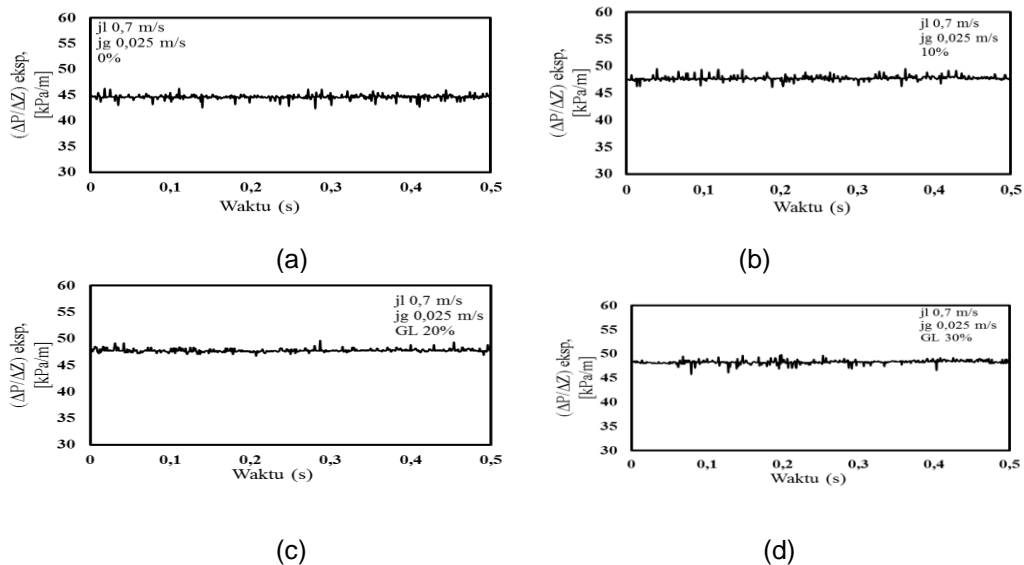 60
55
50
45
40
35
30
(ΔP/ΔZ) eksp,
[kPa/m]
jl 0,7 m/s
jg 0,025 m/s
0%
0 0,1 0,2 0,3 0,4 0,5
Waktu (s)
(a)
60
55
50
45
40
35
30
(ΔP/ΔZ) eksp,
[kPa/m]
jl 0,7 m/s
jg 0,025 m/s
10%
0 0,1 0,2 0,3 0,4 0,5
Waktu (s)
(b)
60
55
50
45
40
35
30
(ΔP/ΔZ) eksp,
[kPa/m]
jl 0,7 m/s
jg 0,025 m/s
GL 20%
0 0,1 0,2 0,3 0,4 0,5
Waktu (s)
(c)
60
55
50
45
40
35
30
(ΔP/ΔZ) eksp,
[kPa/m]
jl 0,7 m/s
jg 0,025 m/s
GL 30%
0 0,1 0,2 0,3 0,4 0,5
Waktu (s)
(d)